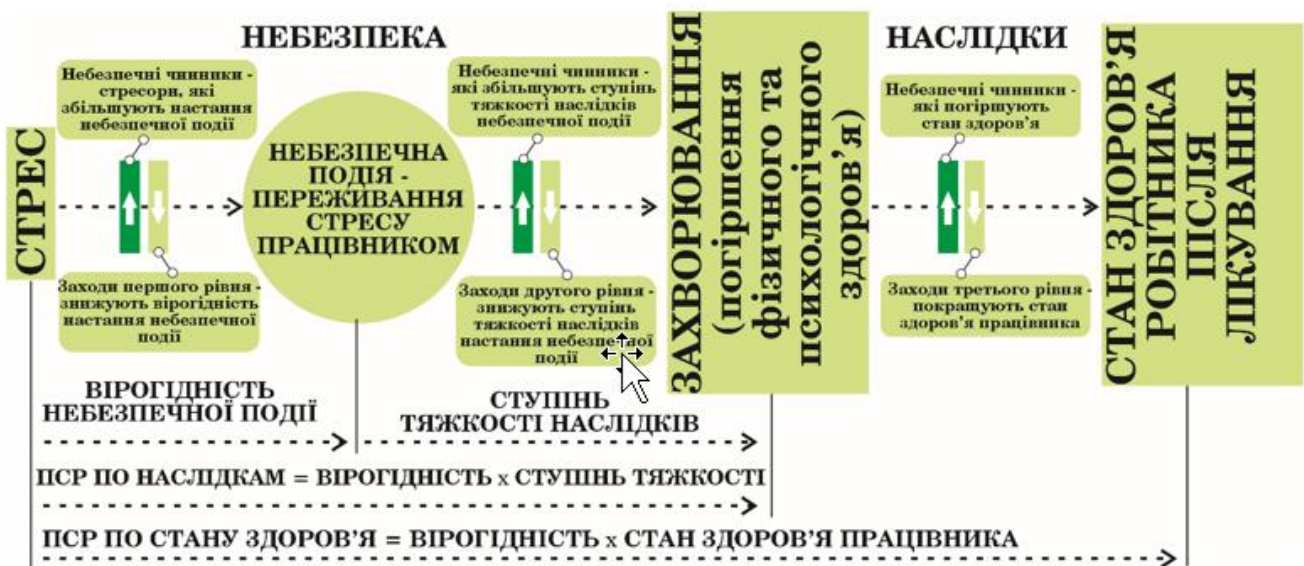 НЕБЕЗПЕКА
НАСЛІДКИ
СТРЕС
Небезпечні чинники -
стресори, які
збільшують настання
небезпечної події
Заходи першого рівня -
знижують вірогідність
настання небезпечної
події
НЕБЕЗПЕЧНА
ПОДІЯ -
ПЕРЕЖИВАННЯ
СТРЕСУ
ПРАЦІВНИКОМ
Небезпечні чинники -
які збільшують ступінь
тяжкості наслідків
небезпечної події
Заходи другого рівня -
знижують ступінь
тяжкості наслідків
настання небезпечної
події
ЗАХВОРЮВАННЯ
(погіршення
фізичного та
психологічного
здоров’я)
Небезпечні чинники -
які погіршують
стан здоров’я
Заходи третього рівня -
покращують стан
здоров’я працівника
СТАН ЗДОРОВ’Я
РОБІТНИКА
ПІСЛЯ
ЛІКУВАННЯ
ВІРОГІДНІСТЬ
НЕБЕЗПЕЧНОЇ ПОДІЇ
СТУПІНЬ
ТЯЖКОСТІ НАСЛІДКІВ
ПСР ПО НАСЛІДКАМ = ВІРОГІДНІСТЬ x СТУПІНЬ ТЯЖКОСТІ
ПСР ПО СТАНУ ЗДОРОВ’Я = ВІРОГІДНІСТЬ x СТАН ЗДОРОВ’Я ПРАЦІВНИКА